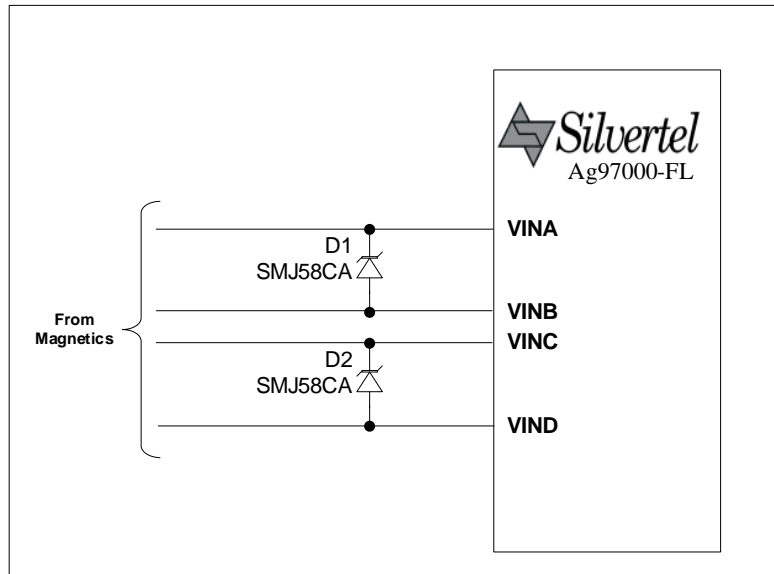 Silvertel
Ag97000-FL
VINA
D1
SMJ58CA
VINB
From
Magnetics
VINC
D2
SMJ58CA
VIND